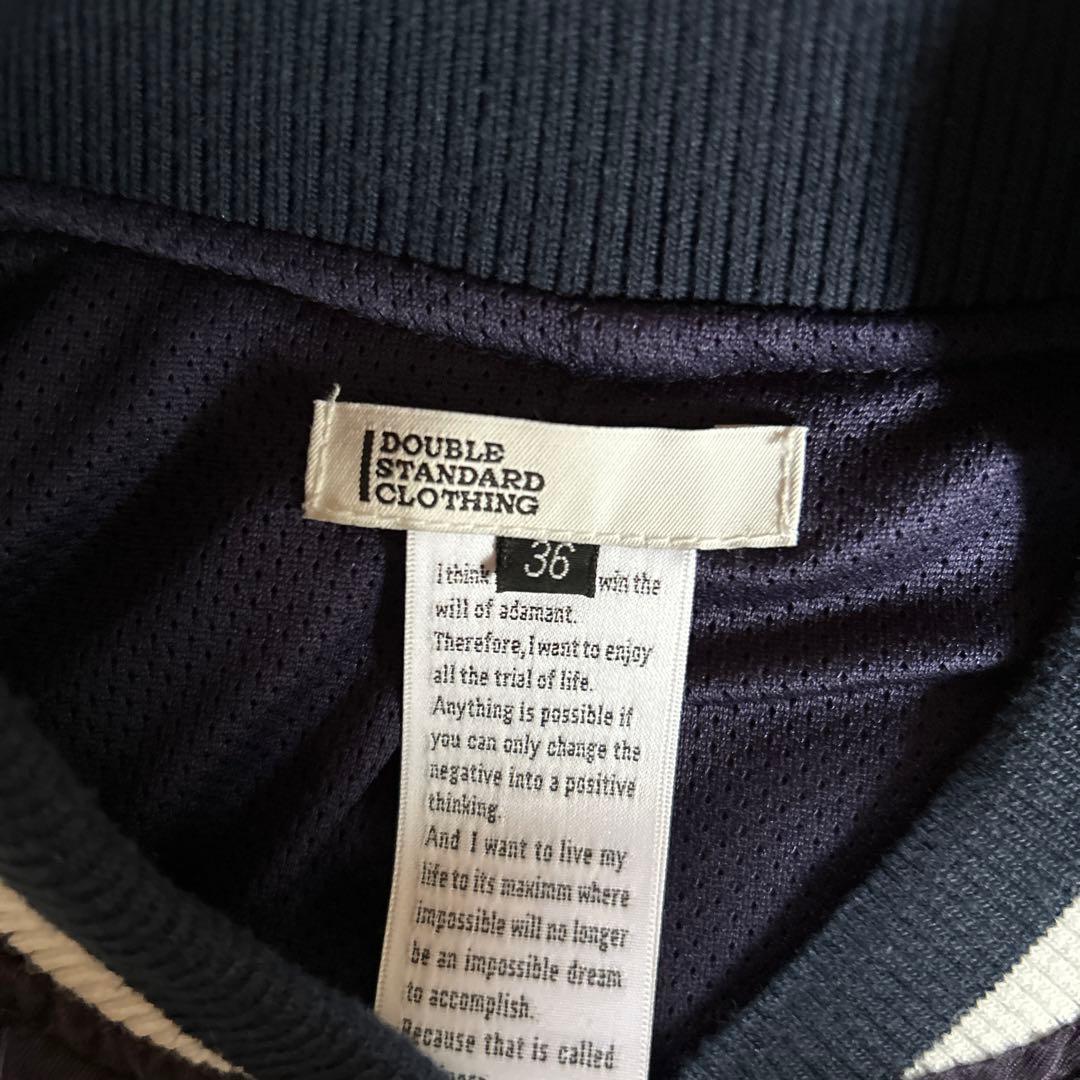 DOUBLE
STANDARD
CLOTHING
36
I think win the
will of adamant.
Therefore, I want to enjoy
all the trial of life.
Anything is possible if
you can only change the
negative into a positive
thinking.
And I want to live my
life to its maximm where
impossible will no longer
be an impossible dream
to accomplish.
Because that is called